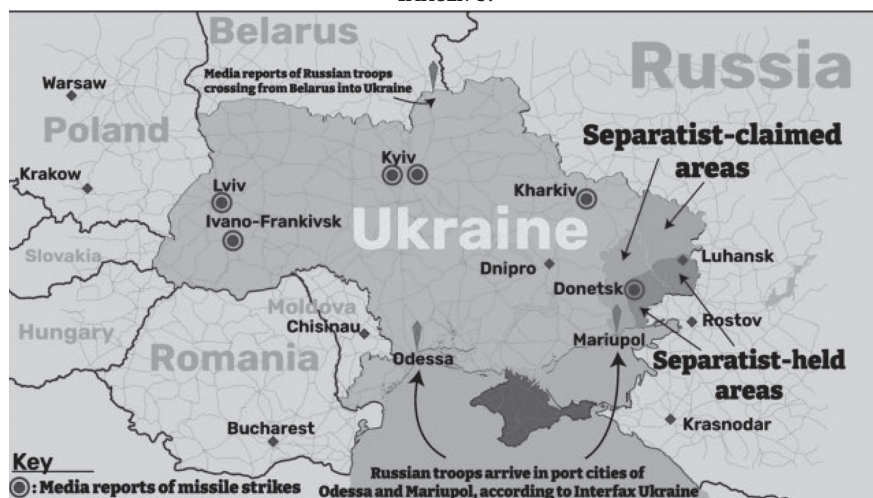 Belarus
Russia
Media reports of Russian troops
crossing from Belarus into Ukraine
Warsaw
Poland
Separatist-claimed
areas
Kyiv
Krakow
Lviv
Kharkiv
Ivano-Frankivsk
Ukraine
Slovakia
Luhansk
Dnipro
Donetsk
Moldova
Hungary
Chisinau
Rostov
Mariupol
Romania
Odessa
Separatist-held
areas
Bucharest
Krasnodar
Key
: Media reports of missile strikes
Russian troops arrive in port cities of
Odessa and Mariupol, according to Interfax Ukraine